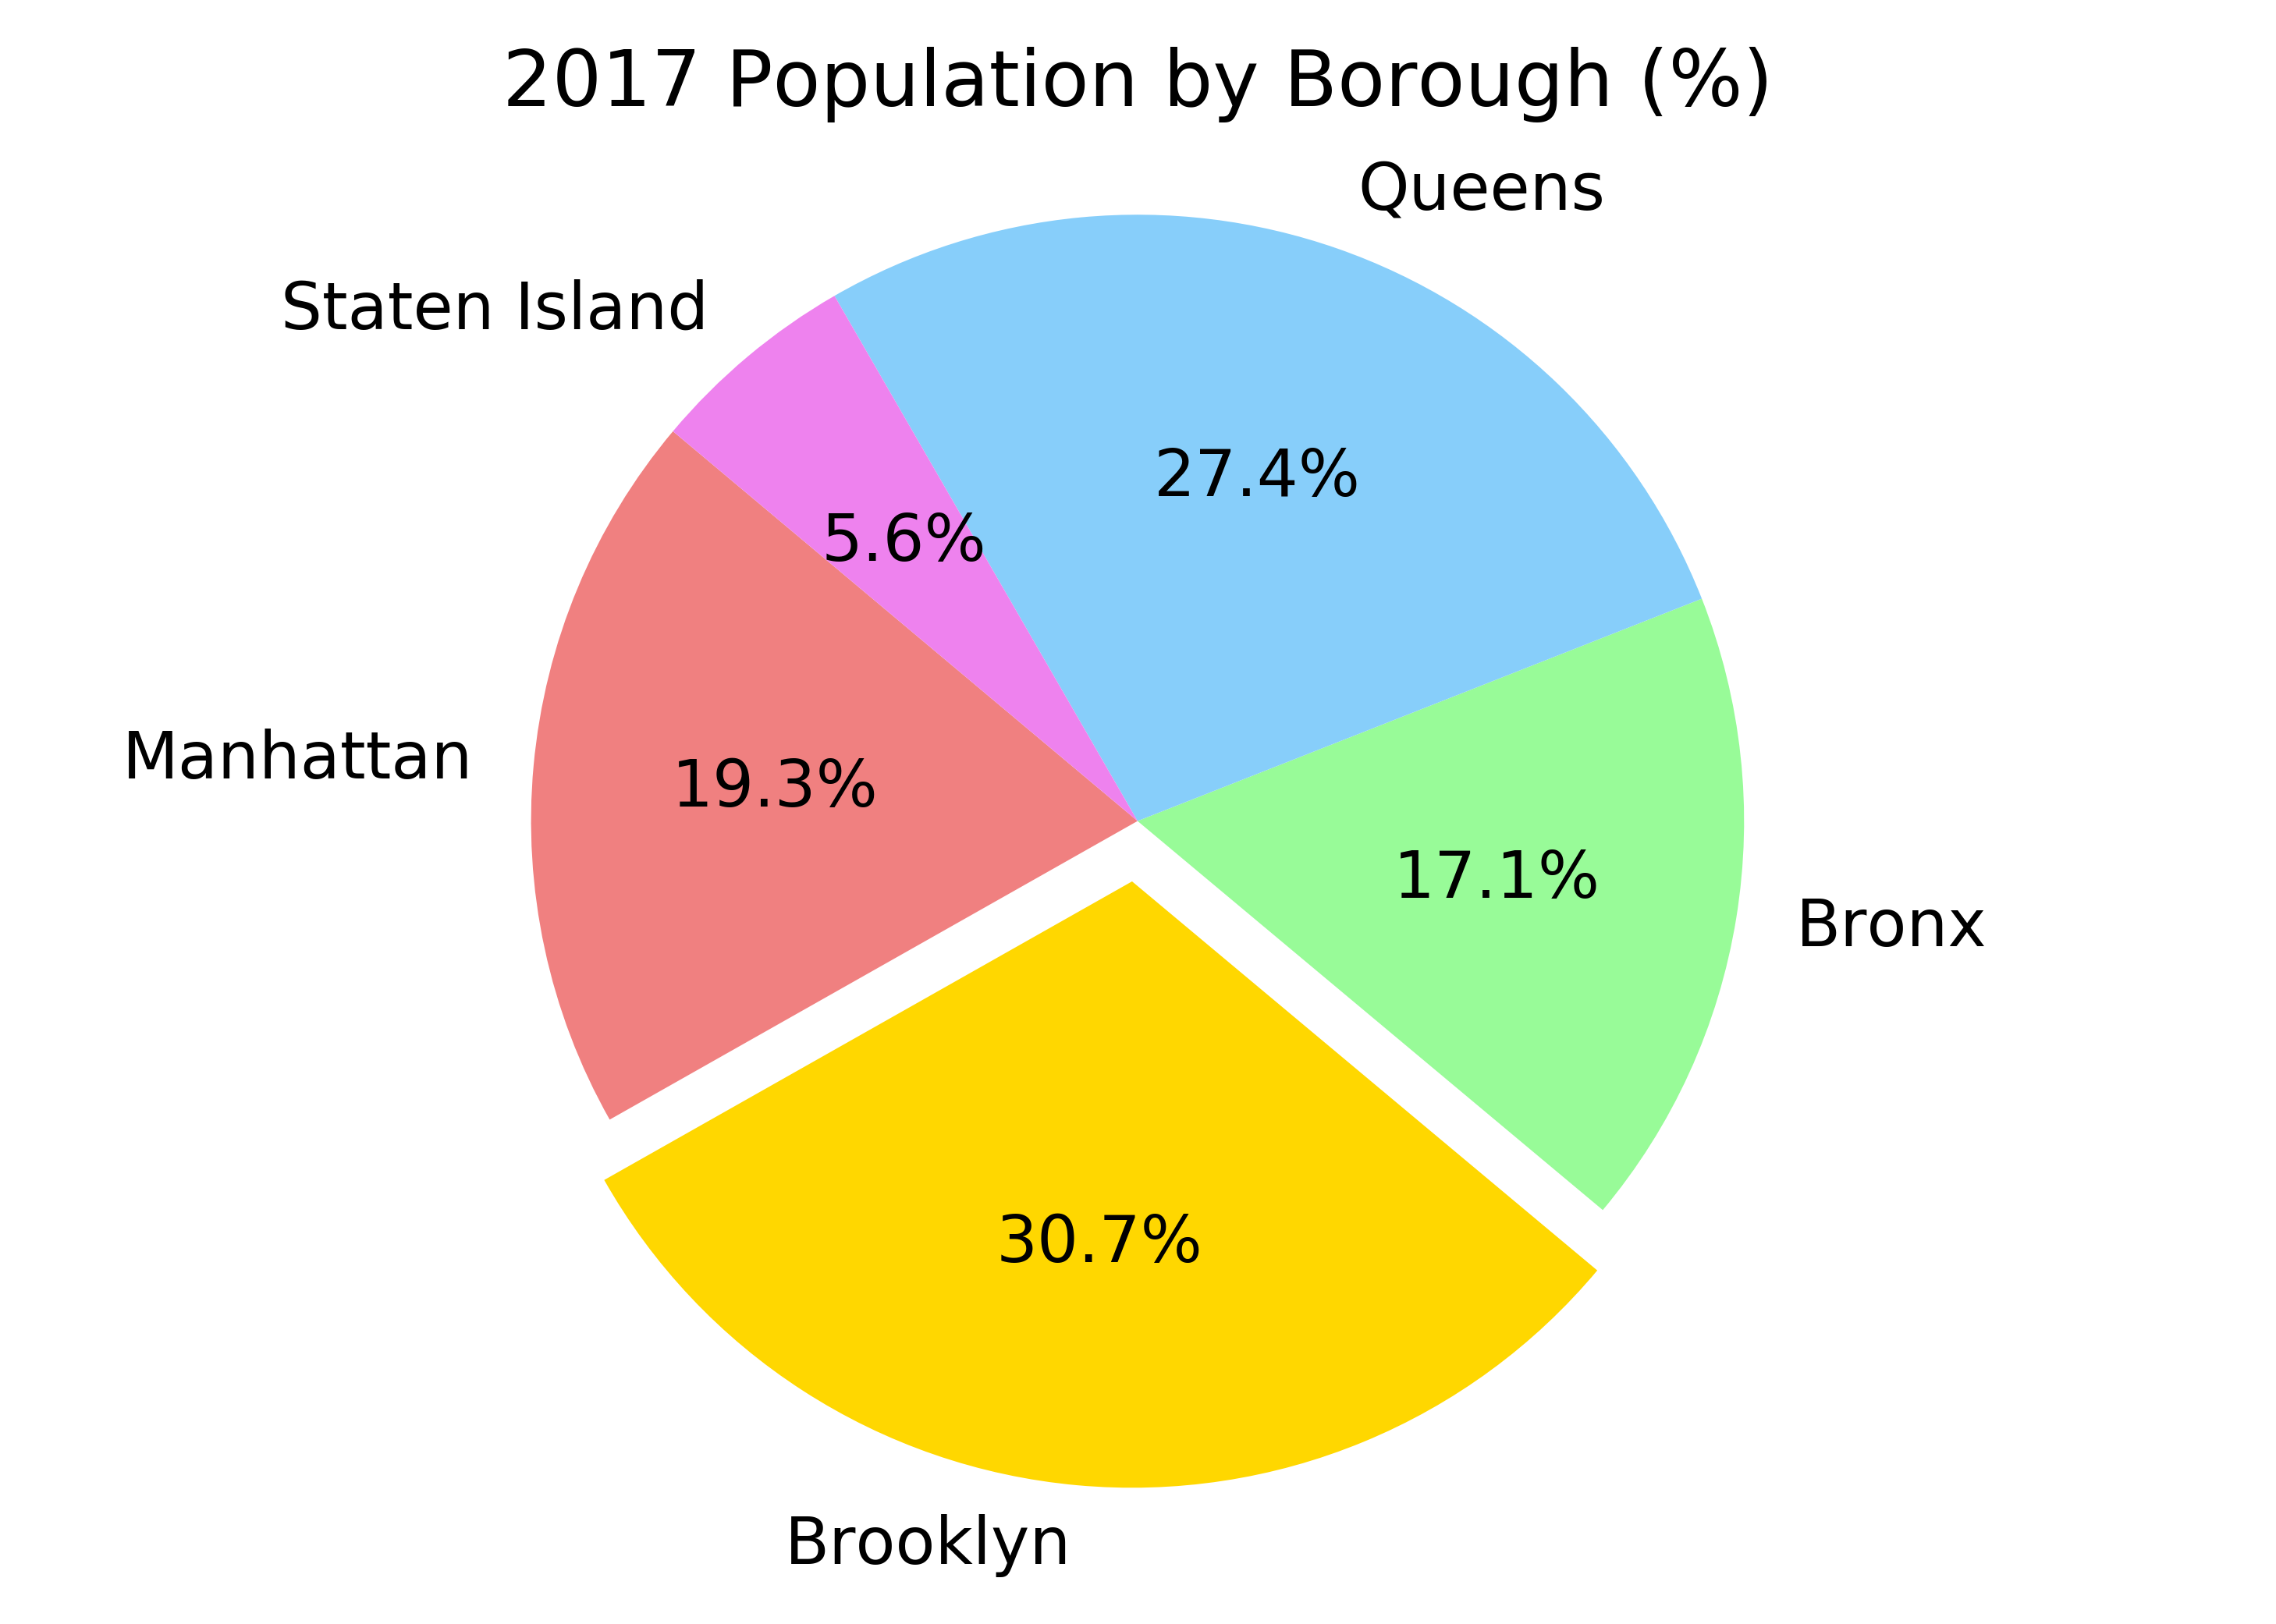 2017 Population by Borough (%)
Queens
Staten Island
27.4%
5.6%
Manhattan
19.3%
17.1%
Bronx
30.7%
Brooklyn